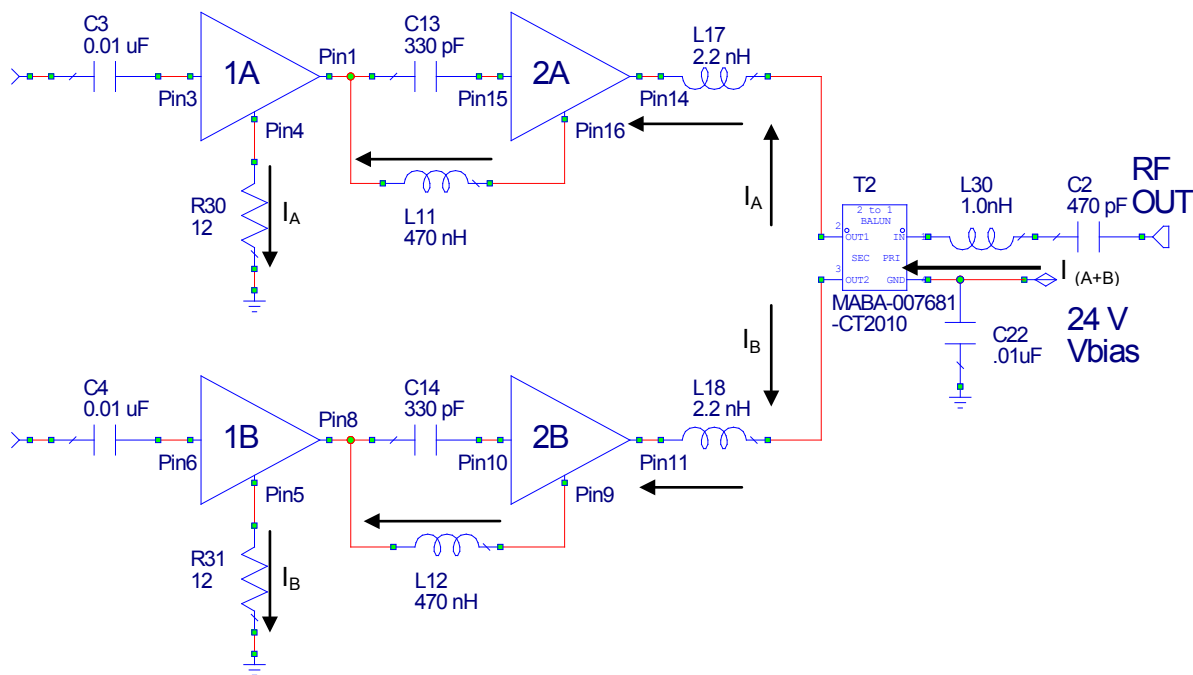 C3
0.01 uF
C13
330 pF
L17
2.2 nH
Pin1
1A
2A
Pin3
Pin15
Pin14
Pin4
Pin16
R30
12
I_A
L11
470 nH
I_A
T2
2 to 1
BALUN
2
OUT1
IN
SEC
PRI
3
OUT2
GND
MABA-007681
-CT2010
L30
1.0nH
C2
470 pF
RF
OUT
I (A+B)
24 V
Vbias
C22
.01uF
I_B
C4
0.01 uF
C14
330 pF
L18
2.2 nH
Pin8
1B
2B
Pin6
Pin10
Pin11
Pin5
Pin9
R31
12
I_B
L12
470 nH